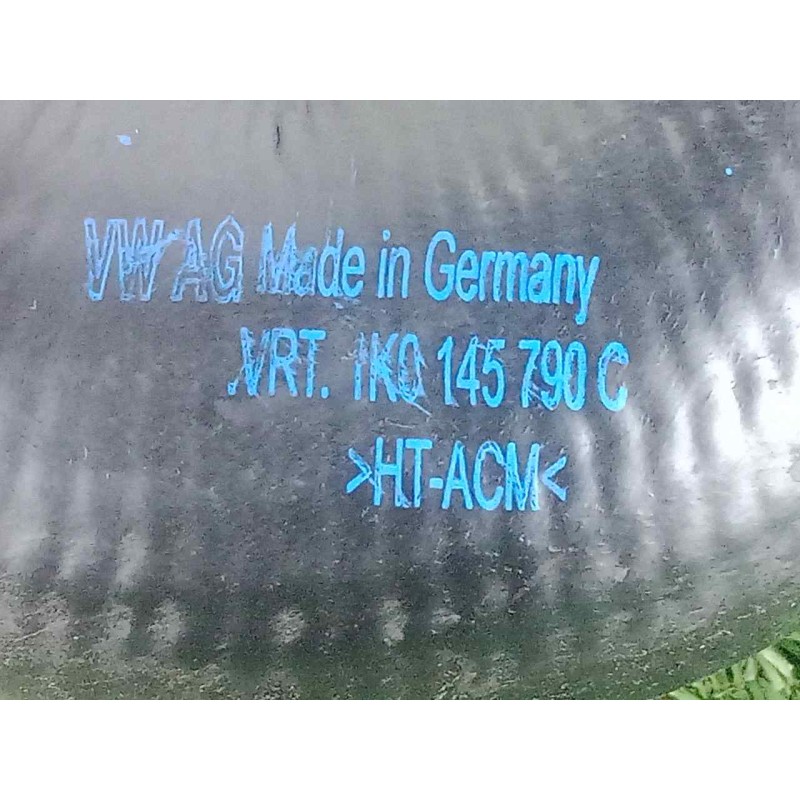 VW AG Made in Germany
.VRT. 1K0 145 790 C
>HT-ACM<